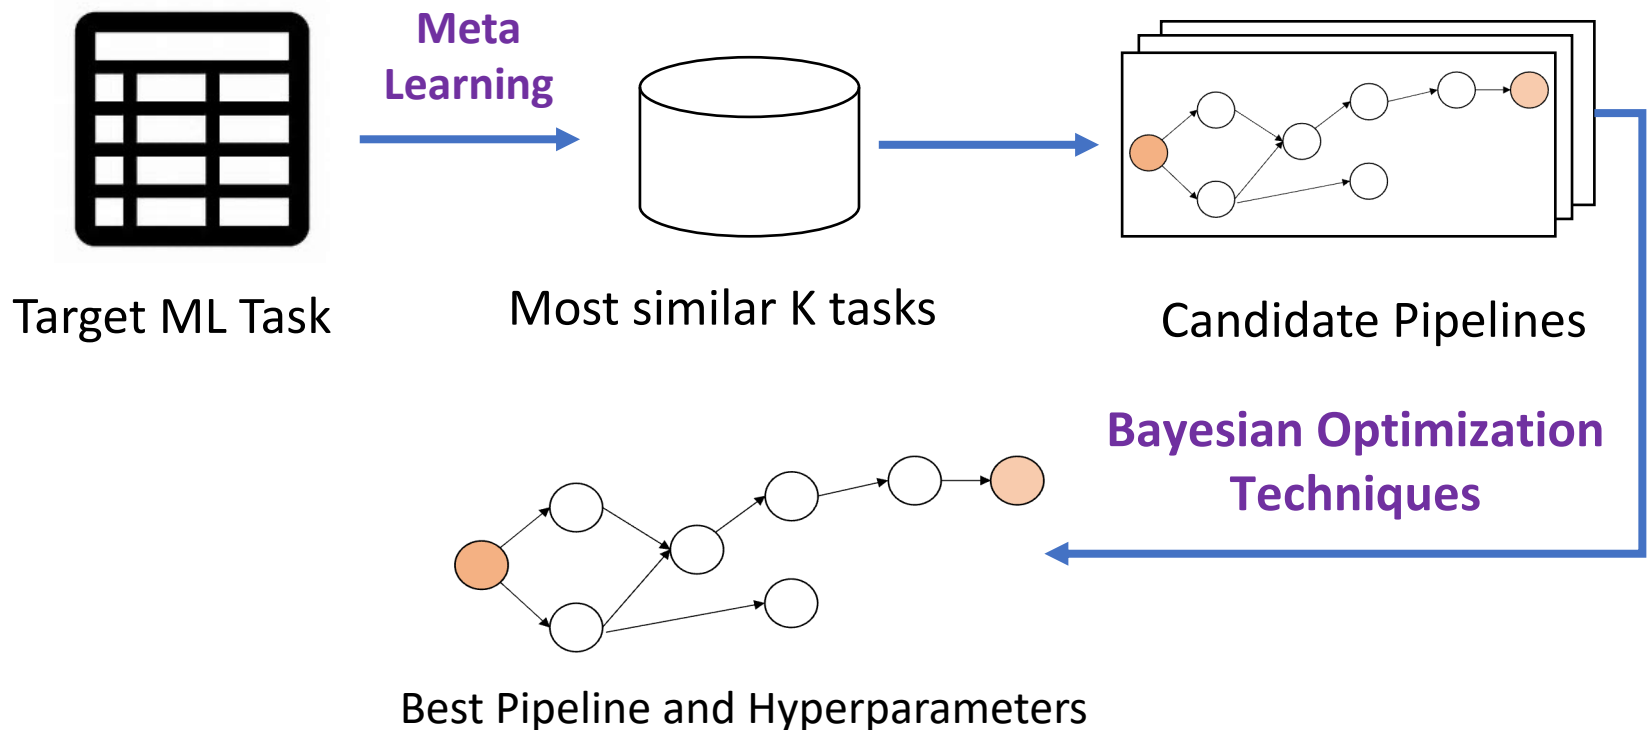 Meta
Learning
Target ML Task
Most similar K tasks
Candidate Pipelines
Bayesian Optimization
Techniques
Best Pipeline and Hyperparameters